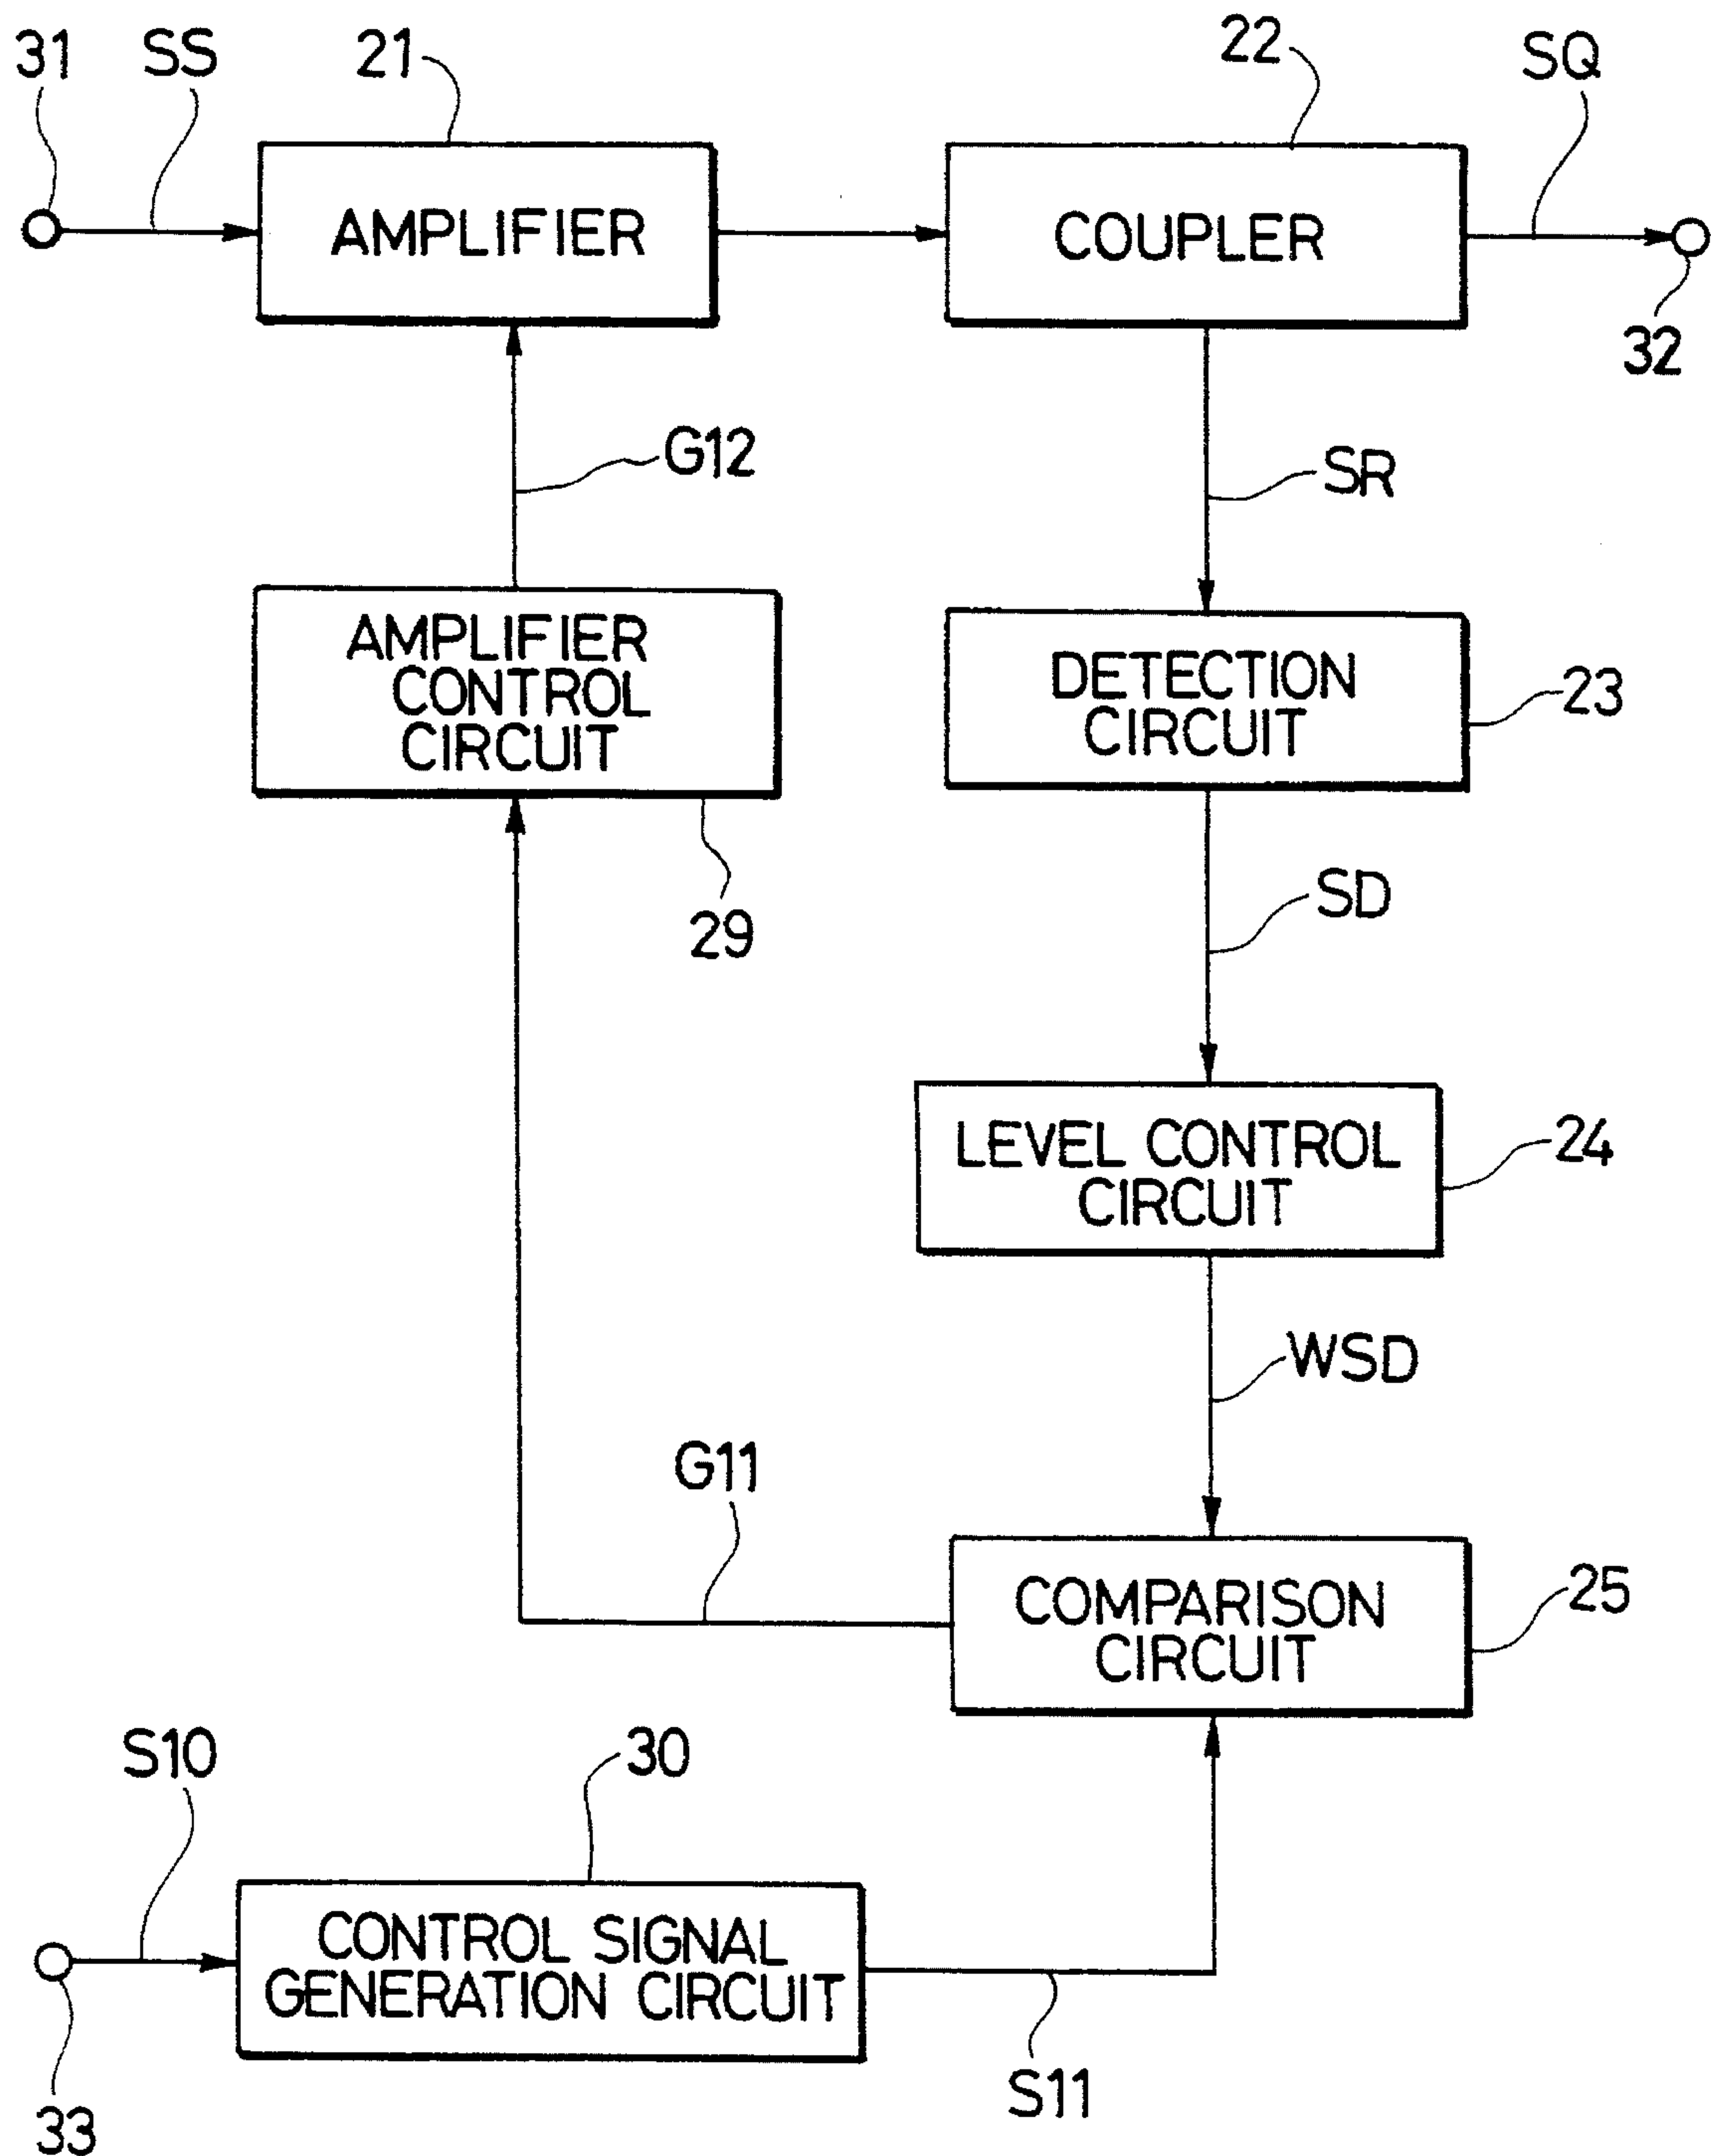 31
SS
21
22
SQ
AMPLIFIER
COUPLER
32
G12
SR
AMPLIFIER
CONTROL
CIRCUIT
DETECTION
CIRCUIT
23
29
SD
LEVEL CONTROL
CIRCUIT
24
WSD
G11
COMPARISON
CIRCUIT
25
S10
30
CONTROL SIGNAL
GENERATION CIRCUIT
33
S11